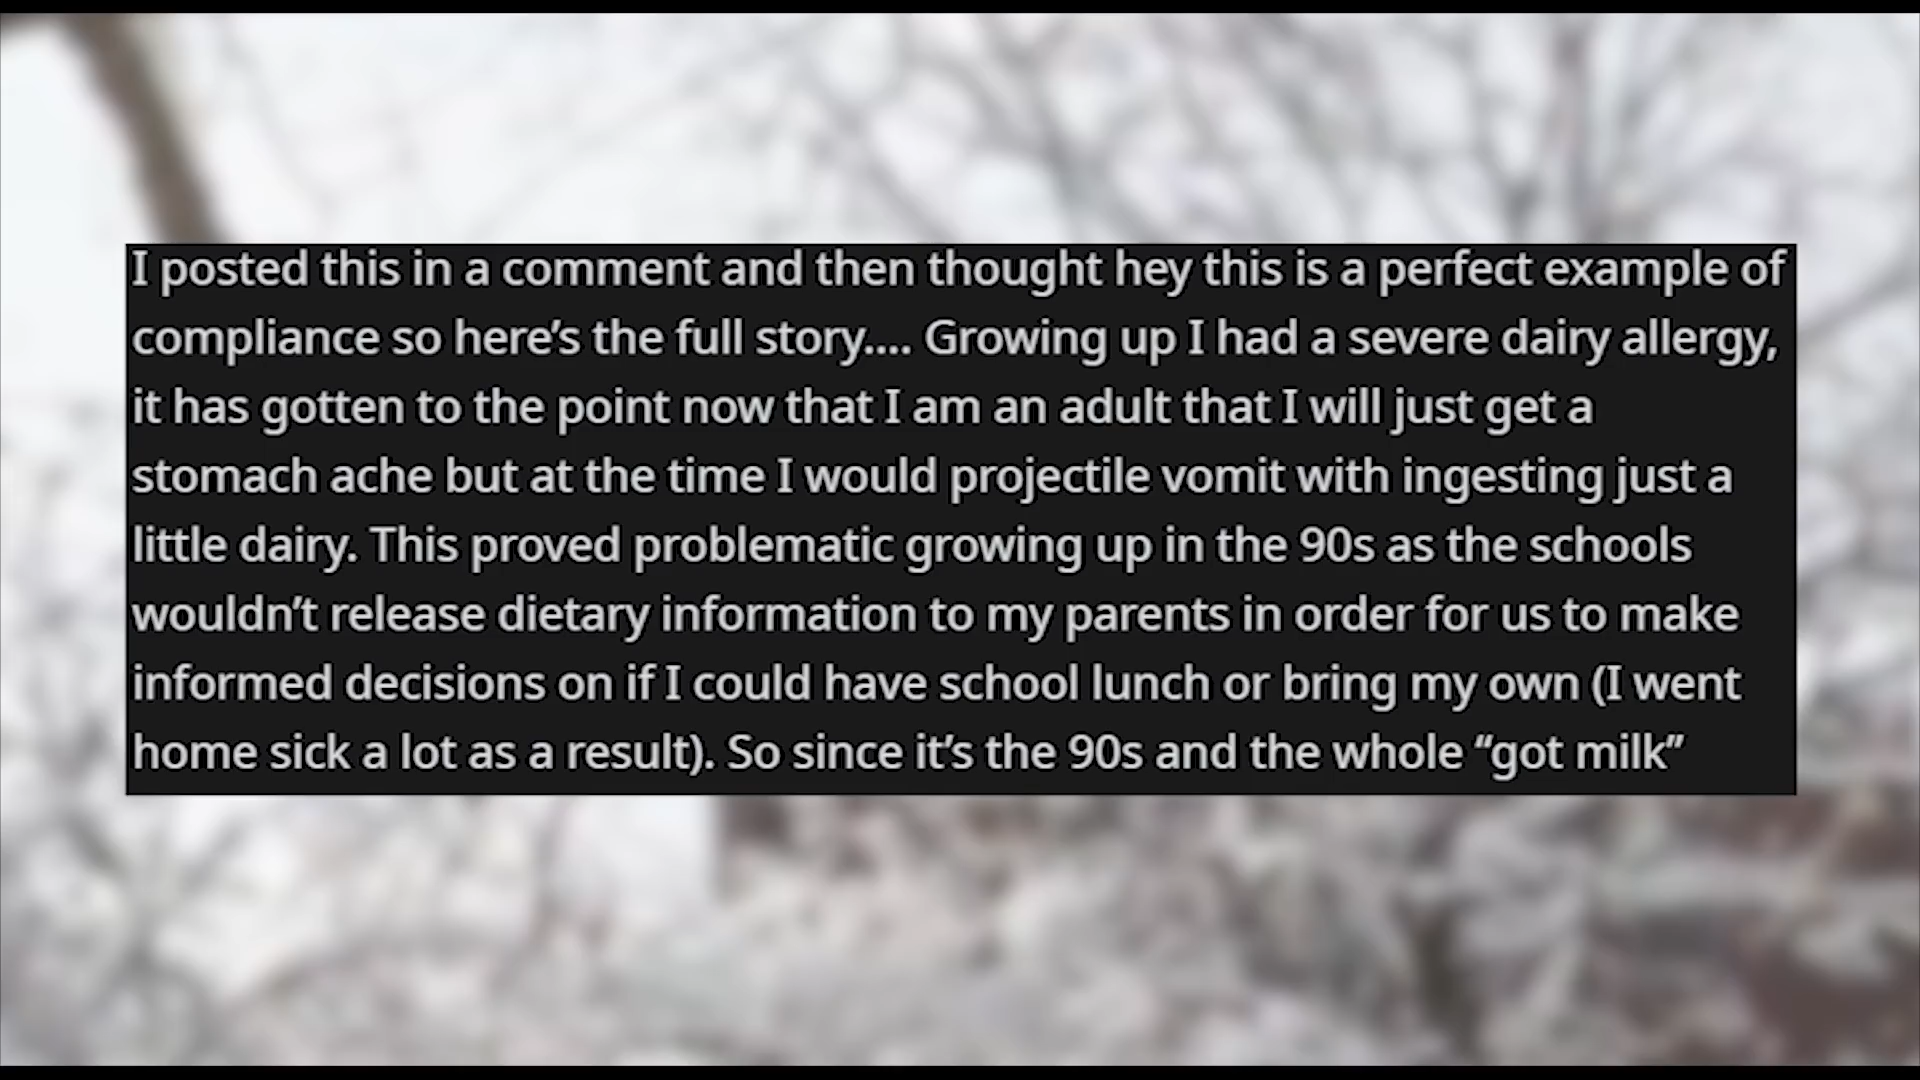 I posted this in a comment and then thought hey this is a perfect example of
compliance so here’s the full story.... Growing up I had a severe dairy allergy,
it has gotten to the point now that I am an adult that I will just get a
stomach ache but at the time I would projectile vomit with ingesting just a
little dairy. This proved problematic growing up in the 90s as the schools
wouldn’t release dietary information to my parents in order for us to make
informed decisions on if I could have school lunch or bring my own (I went
home sick a lot as a result). So since it’s the 90s and the whole “got milk”